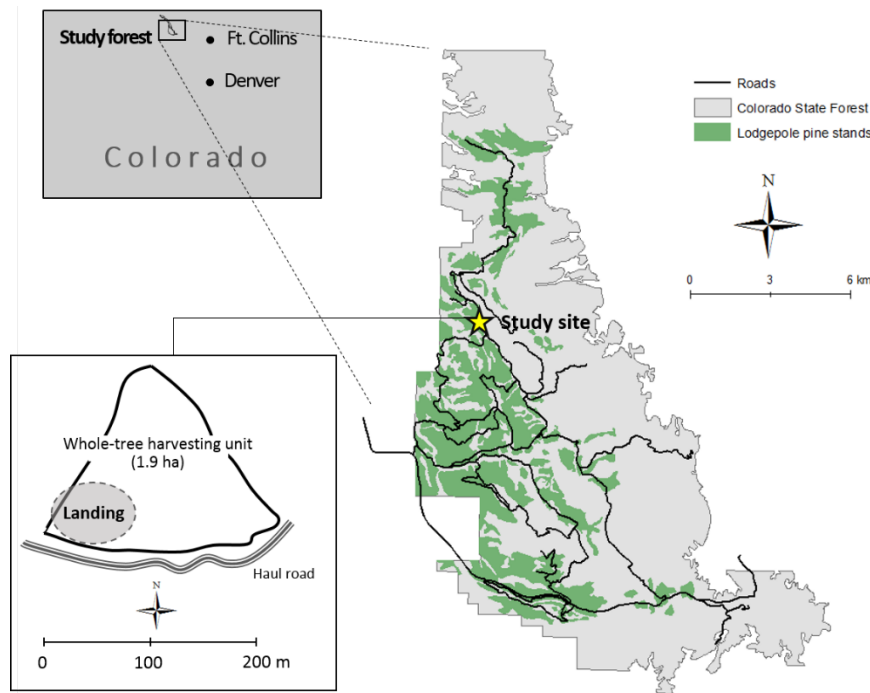 Study forest
Ft. Collins
Denver
Colorado
Roads
Colorado State Forest
Lodgepole pine stands
N
0 3 6 km
Study site
Whole-tree harvesting unit
(1.9 ha)
Landing
Haul road
N
0 100 200 m